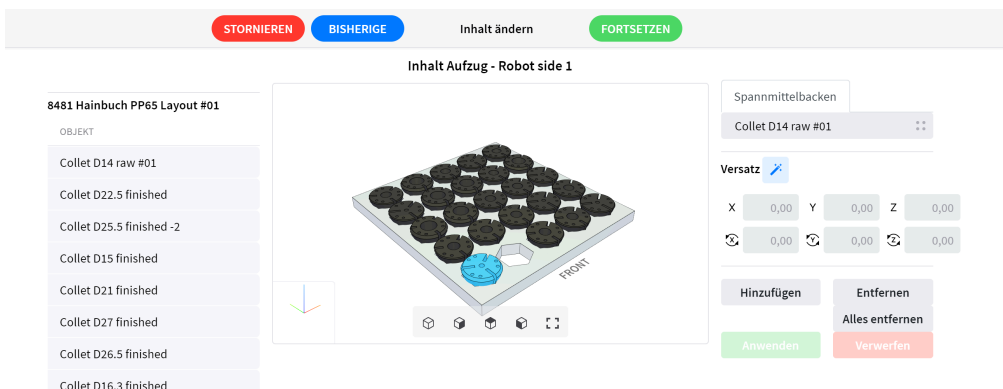 STORNIEREN BISHERIGE Inhalt ändern FORTSETZEN
Inhalt Aufzug - Robot side 1
8481 Hainbuch PP65 Layout #01
OBJEKT
Collet D14 raw #01
Collet D22.5 finished
Collet D25.5 finished -2
Collet D15 finished
Collet D21 finished
Collet D27 finished
Collet D26.5 finished
Collet D16.3 finished
FRONT
Spannmittelbacken
Collet D14 raw #01
Versatz
X 0,00 Y 0,00 Z 0,00
X 0,00 Y 0,00 Z 0,00
Hinzufügen Entfernen
Alles entfernen
Anwenden Verwerfen